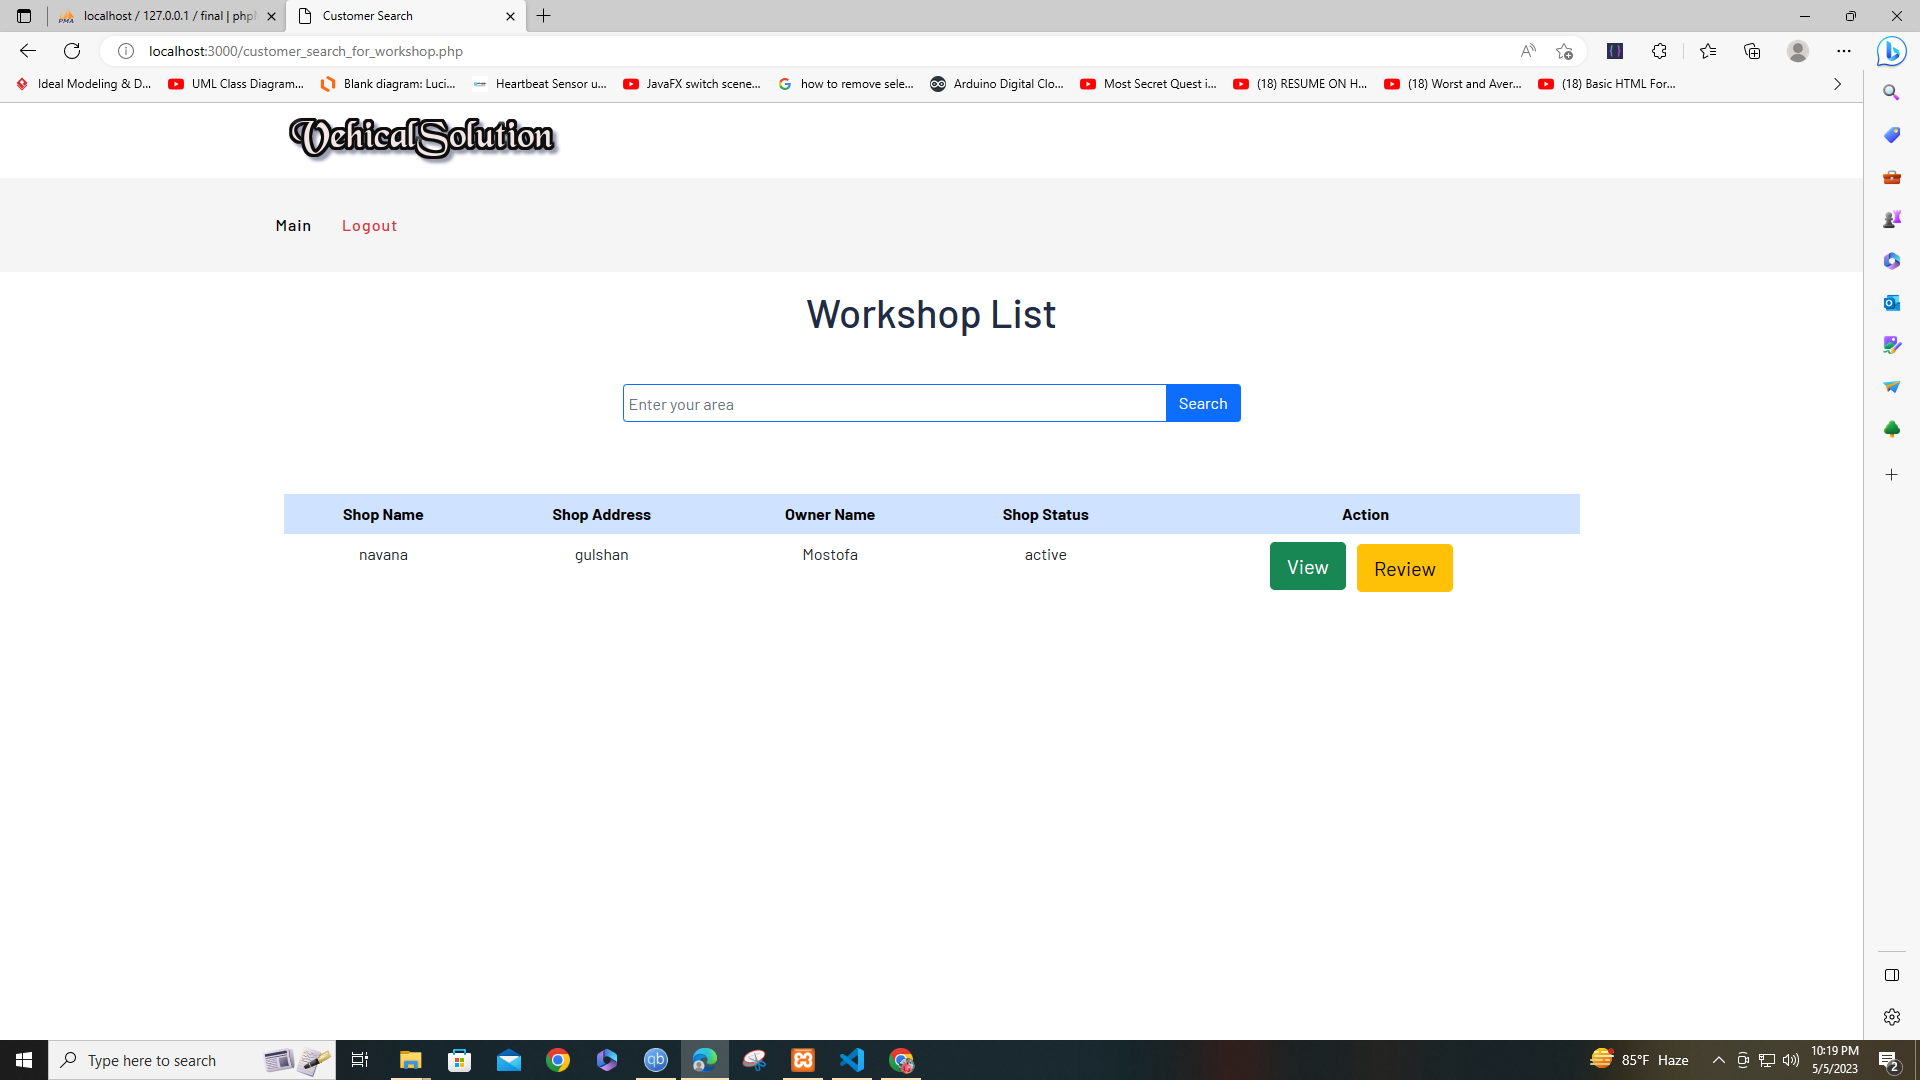 localhost / 127.0.0.1 / final | php
Customer Search
localhost:3000/customer_search_for_workshop.php
Ideal Modeling & D...
UML Class Diagram...
Blank diagram: Luci...
Heartbeat Sensor u...
JavaFX switch scene...
how to remove sele...
Arduino Digital Clo...
Most Secret Quest i...
(18) RESUME ON H...
(18) Worst and Aver...
(18) Basic HTML For...
VehicalSolution
Main Logout
Workshop List
Enter your area Search
Shop Name Shop Address Owner Name Shop Status Action
navana gulshan Mostofa active View Review
Type here to search
85°F Haze
10:19 PM
5/5/2023
2